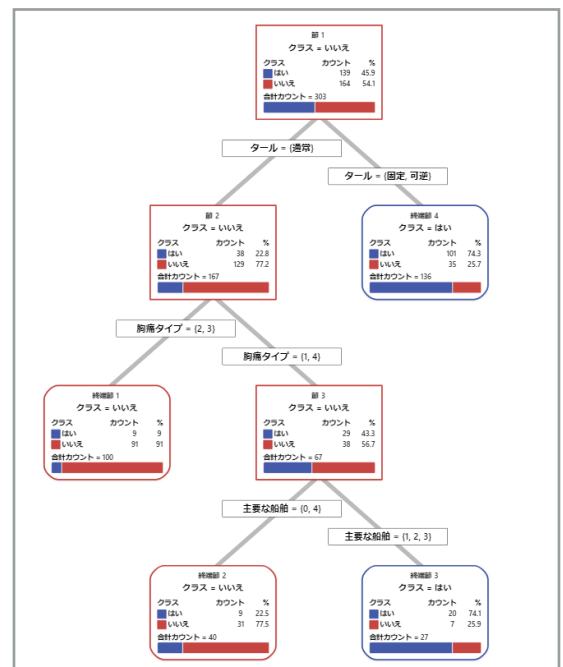 節 1
クラス = いいえ
クラス カウント %
はい 139 45.9
いいえ 164 54.1
合計カウント = 303
タール = {通常}
タール = {固定, 可逆}
節 2
クラス = いいえ
クラス カウント %
はい 38 22.8
いいえ 129 77.2
合計カウント = 167
終端節 4
クラス = はい
クラス カウント %
はい 101 74.3
いいえ 35 25.7
合計カウント = 136
胸痛タイプ = {2, 3}
胸痛タイプ = {1, 4}
終端節 1
クラス = いいえ
クラス カウント %
はい 9 9
いいえ 91 91
合計カウント = 100
節 3
クラス = いいえ
クラス カウント %
はい 29 43.3
いいえ 38 56.7
合計カウント = 67
主要な船舶 = {0, 4}
主要な船舶 = {1, 2, 3}
終端節 2
クラス = いいえ
クラス カウント %
はい 9 22.5
いいえ 31 77.5
合計カウント = 40
終端節 3
クラス = はい
クラス カウント %
はい 20 74.1
いいえ 7 25.9
合計カウント = 27